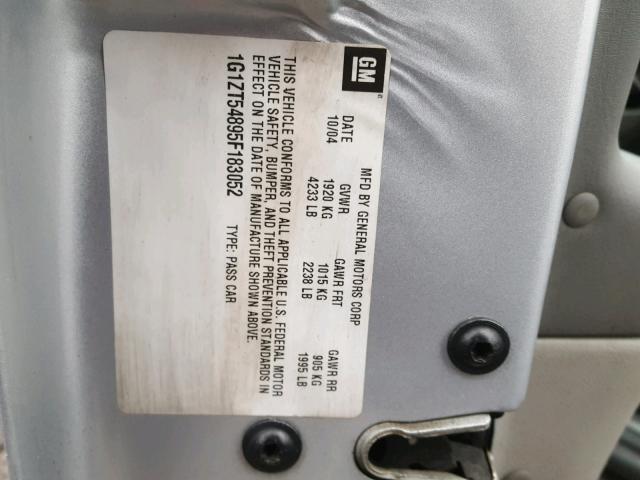 GM
MFD BY GENERAL MOTORS CORP
DATE GVWR GAWR FRT GAWR RR
10/04 1920 KG 1015 KG 905 KG
4233 LB 2238 LB 1995 LB
THIS VEHICLE CONFORMS TO ALL APPLICABLE U.S. FEDERAL MOTOR
VEHICLE SAFETY, BUMPER, AND THEFT PREVENTION STANDARDS IN
EFFECT ON THE DATE OF MANUFACTURE SHOWN ABOVE.
1G1ZT54895F183052 TYPE: PASS CAR